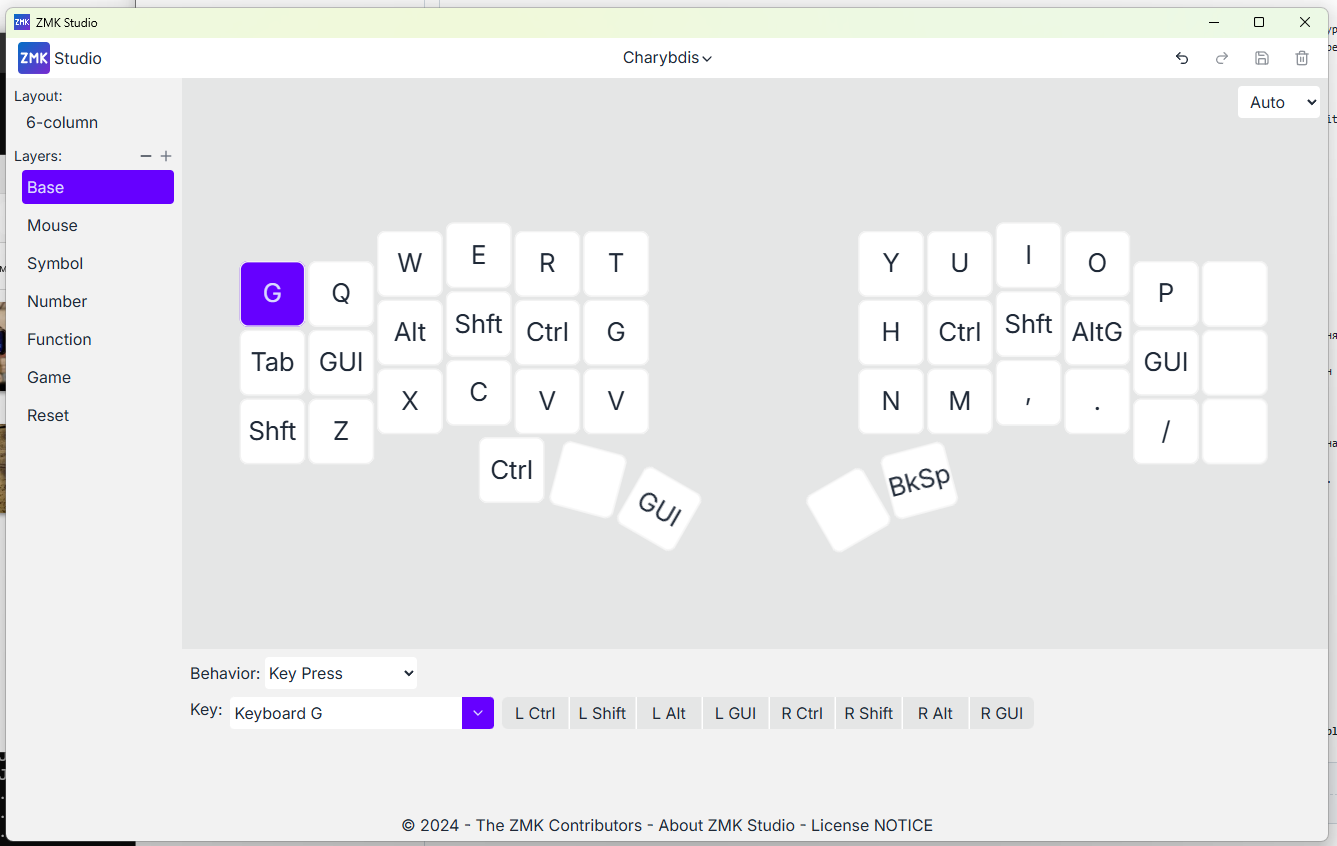 ZMK ZMK Studio
ZMK Studio
Charybdis
Layout:
6-column
Auto
Layers:
Base
Mouse
Symbol
Number
Function
Game
Reset
G Q W E R T Y U I O P
Tab GUI Alt Shft Ctrl G H Ctrl Shft AltG GUI
Shft Z X C V V N M , . /
Ctrl GUI BkSp
Behavior: Key Press
Key: Keyboard G L Ctrl L Shift L Alt L GUI R Ctrl R Shift R Alt R GUI
© 2024 - The ZMK Contributors - About ZMK Studio - License NOTICE